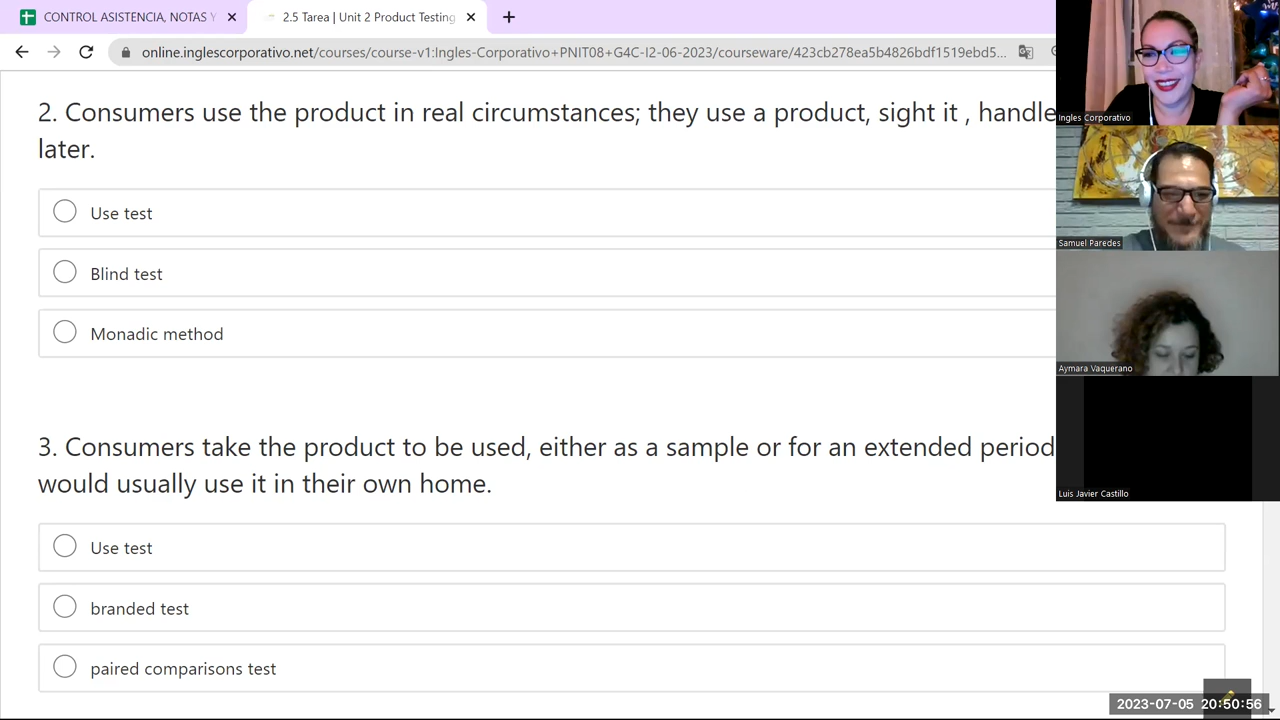 CONTROL ASISTENCIA, NOTAS Y
2.5 Tarea | Unit 2 Product Testing
online.inglescorporativo.net/courses/course-v1:Ingles-Corporativo+PNIT08+G4C-I2-06-2023/courseware/423cb278ea5b4826bdf1519ebd5...
2. Consumers use the product in real circumstances; they use a product, sight it , handle
later.
Use test
Blind test
Monadic method
3. Consumers take the product to be used, either as a sample or for an extended period
would usually use it in their own home.
Use test
branded test
paired comparisons test
Ingles Corporativo
Samuel Paredes
Aymara Vaquerano
Luis Javier Castillo
2023-07-05 20:50:56